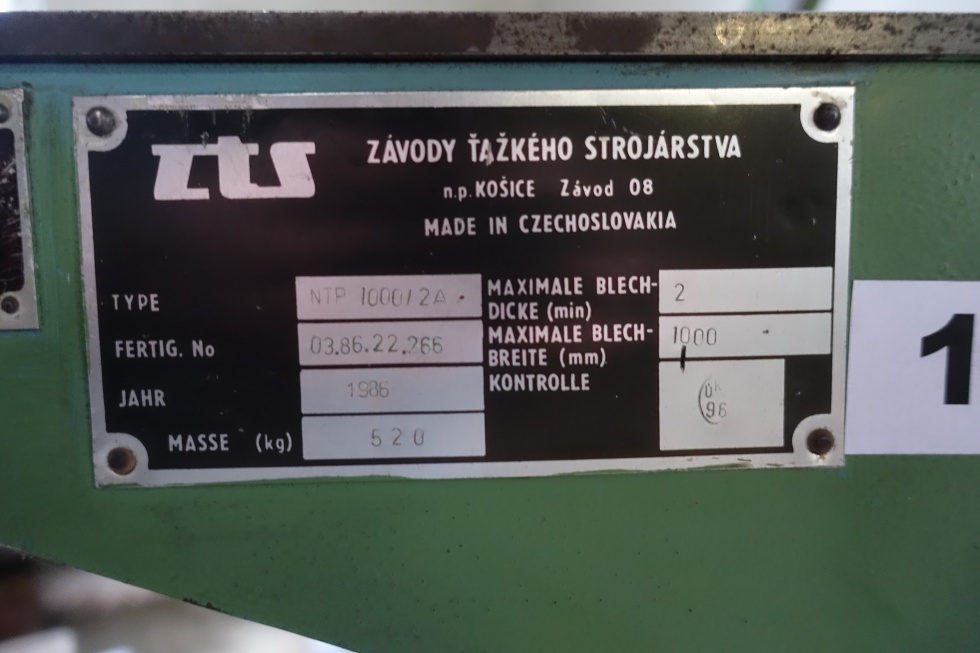 zts
ZÁVODY ŤAŽKÉHO STROJÁRSTVA
n.p. KOŠICE Závod 08
MADE IN CZECHOSLOVAKIA
TYPE NTP 1000/2A
FERTIG. No 03.86.22.266
JAHR 1986
MASSE (kg) 520
MAXIMALE BLECH-
DICKE (min) 2
MAXIMALE BLECH-
BREITE (mm) 1000
KONTROLLE
96
1